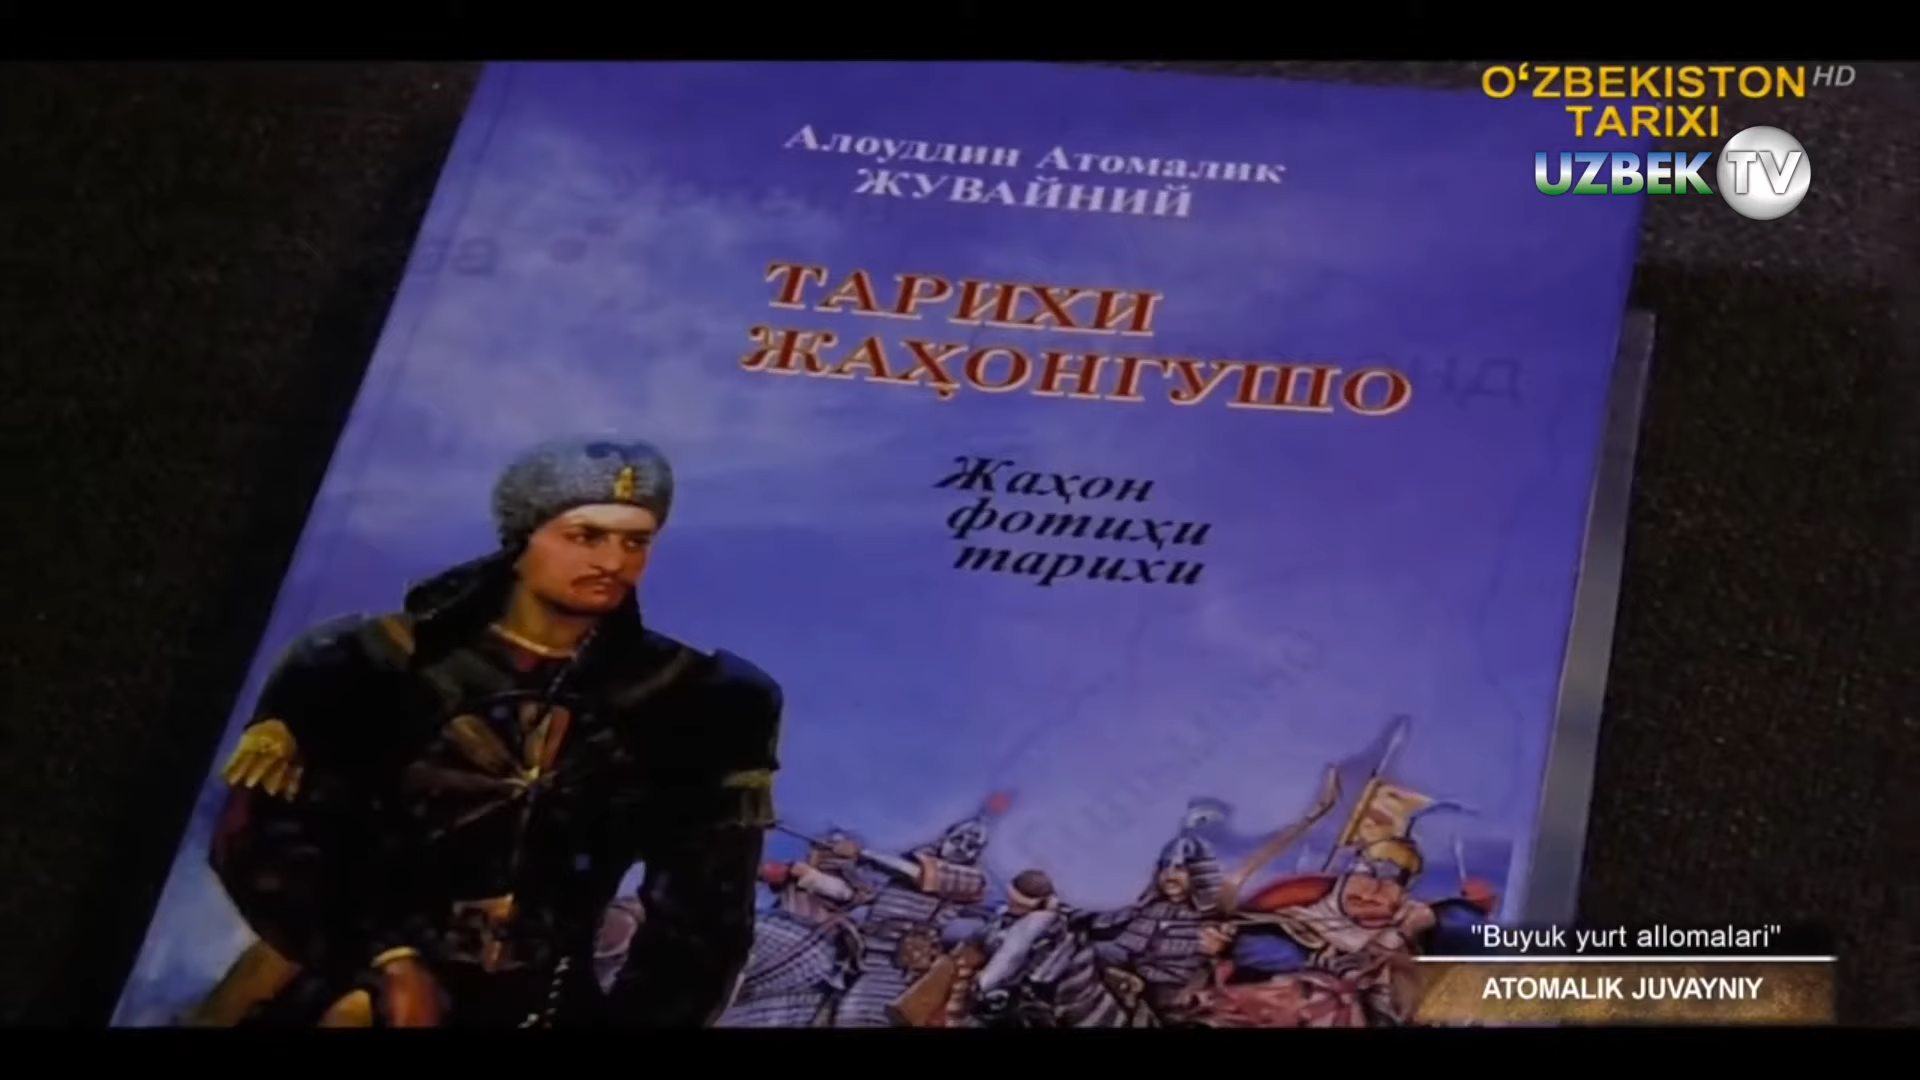 O‘ZBEKISTON HD
TARIXI
UZBEK TV
Алоуддин Атомалик
ЖУВАЙНИЙ
ТАРИХИ
ЖАҲОНГУШО
Жаҳон
фотиҳи
тарихи
"Buyuk yurt allomalari"
ATOMALIK JUVAYNIY